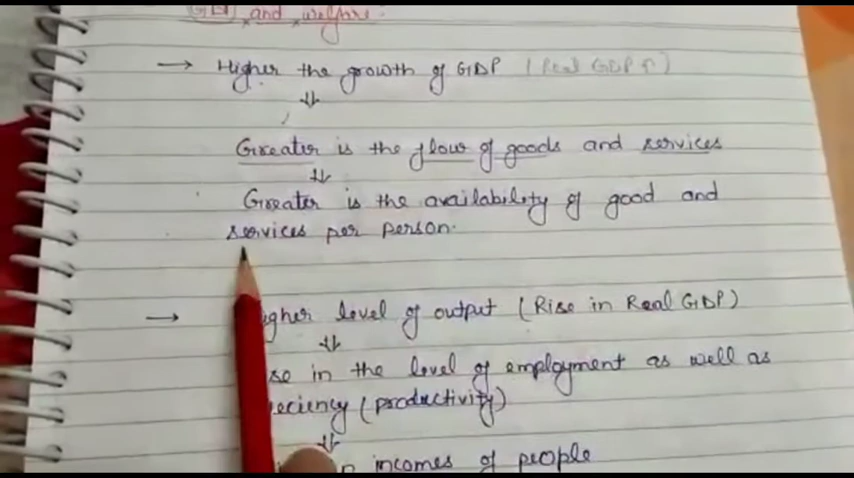 GDP and welfare:
→ Higher the growth of GDP (Real GDP ↑)
⇓
Greater is the flow of goods and services
⇓
Greater is the availability of good and
services per person.
→ igher level of output (Rise in Real GDP)
⇓
se in the level of employment as well as
eciency (productivity)
⇓
n incomes of people